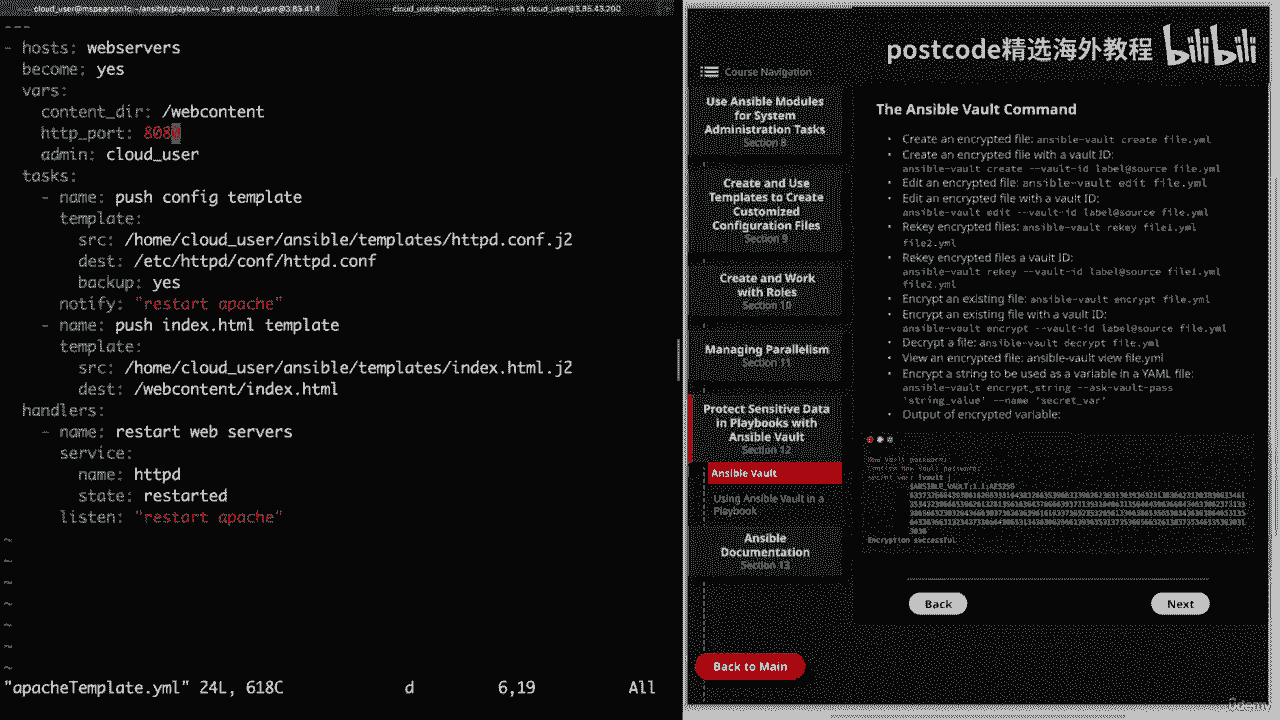 cloud_user@mspearson1c:~/ansible/playbooks — ssh cloud_user@3.85.41.4
cloud_user@mspearson2c:~ — ssh cloud_user@3.85.43.200
---
- hosts: webservers
become: yes
vars:
content_dir: /webcontent
http_port: 8080
admin: cloud_user
tasks:
- name: push config template
template:
src: /home/cloud_user/ansible/templates/httpd.conf.j2
dest: /etc/httpd/conf/httpd.conf
backup: yes
notify: "restart apache"
- name: push index.html template
template:
src: /home/cloud_user/ansible/templates/index.html.j2
dest: /webcontent/index.html
handlers:
- name: restart web servers
service:
name: httpd
state: restarted
listen: "restart apache"
~
~
~
~
~
~
~
"apacheTemplate.yml" 24L, 618C d 6,19 All
postcode精选海外教程 bilibili
Course Navigation
Use Ansible Modules
for System
Administration Tasks
Section 8
Create and Use
Templates to Create
Customized
Configuration Files
Section 9
Create and Work
with Roles
Section 10
Managing Parallelism
Section 11
Protect Sensitive Data
in Playbooks with
Ansible Vault
Section 12
Ansible Vault
Using Ansible Vault in a
Playbook
Ansible
Documentation
Section 13
Back to Main
The Ansible Vault Command
• Create an encrypted file: ansible-vault create file.yml
• Create an encrypted file with a vault ID:
ansible-vault create --vault-id label@source file.yml
• Edit an encrypted file: ansible-vault edit file.yml
• Edit an encrypted file with a vault ID:
ansible-vault edit --vault-id label@source file.yml
• Rekey encrypted files: ansible-vault rekey file1.yml
file2.yml
• Rekey encrypted files a vault ID:
ansible-vault rekey --vault-id label@source file1.yml
file2.yml
• Encrypt an existing file: ansible-vault encrypt file.yml
• Encrypt an existing file with a vault ID:
ansible-vault encrypt --vault-id label@source file.yml
• Decrypt a file: ansible-vault decrypt file.yml
• View an encrypted file: ansible-vault view file.yml
• Encrypt a string to be used as a variable in a YAML file:
ansible-vault encrypt_string --ask-vault-pass
'string_value' --name 'secret_var'
• Output of encrypted variable:
New Vault password:
Confirm New Vault password:
secret_var: !vault |
$ANSIBLE_VAULT;1.1;AES256
Encryption successful
Back
Next
Udemy